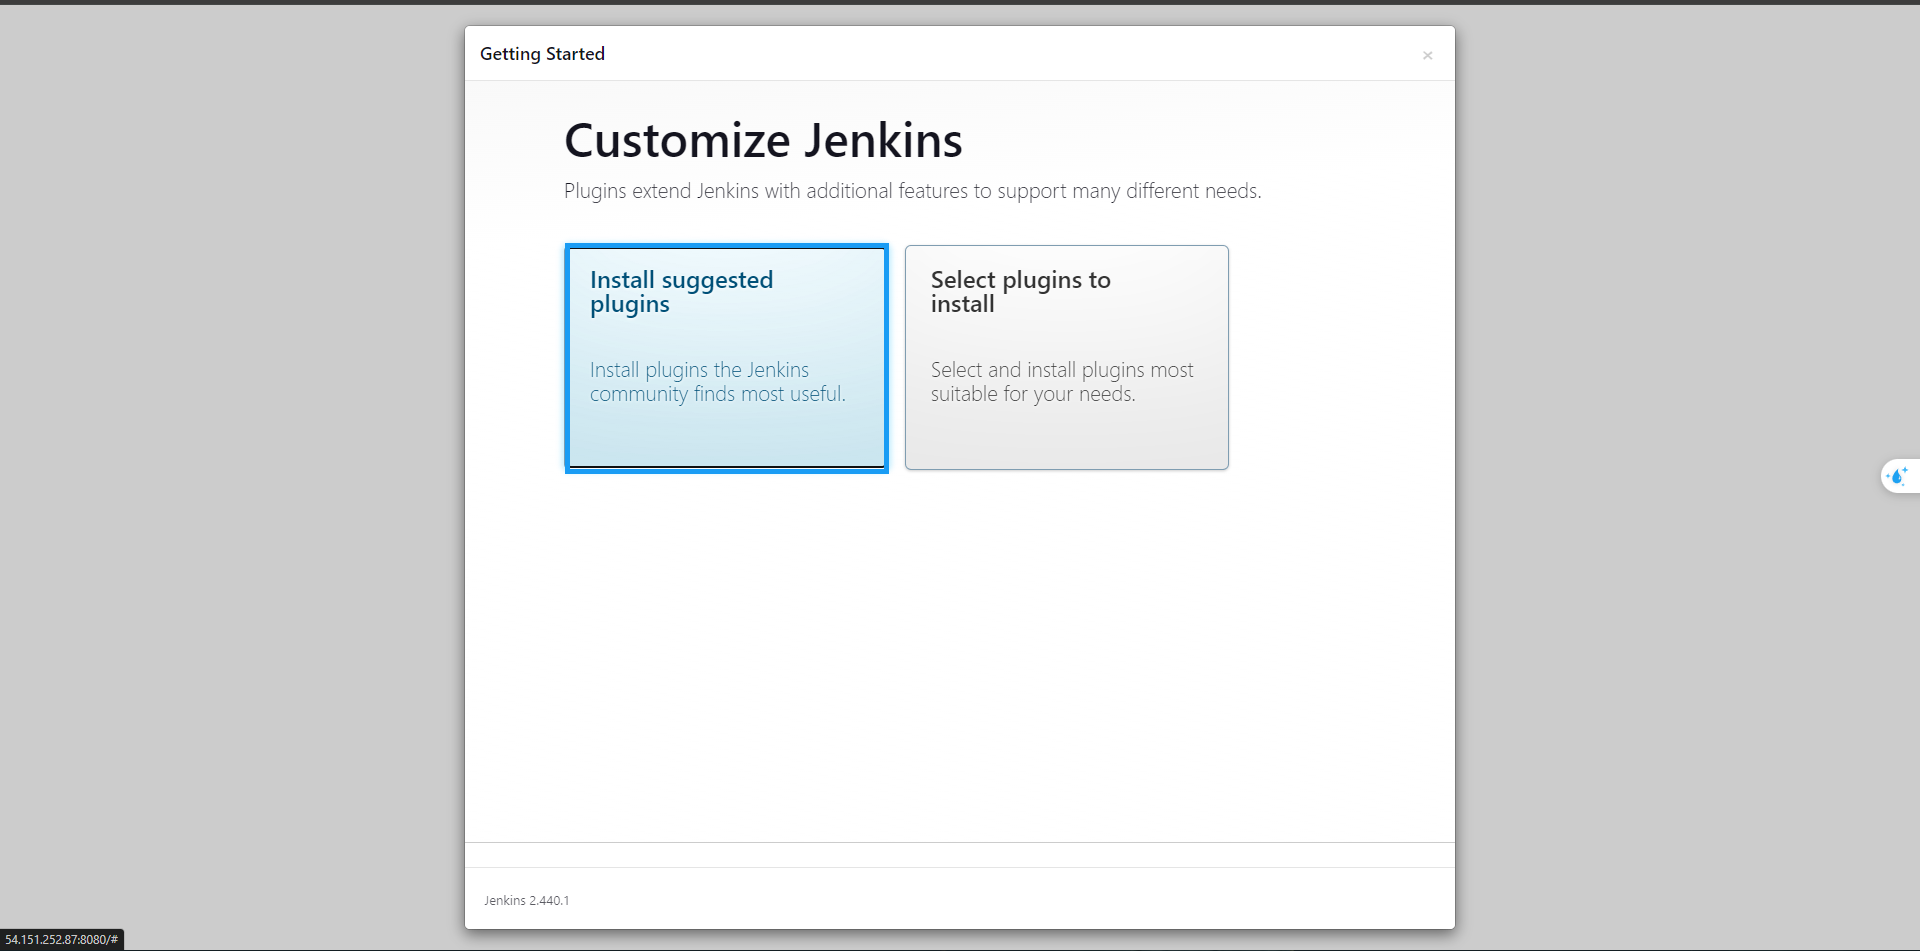 Getting Started
×
Customize Jenkins
Plugins extend Jenkins with additional features to support many different needs.
Install suggested
plugins
Install plugins the Jenkins
community finds most useful.
Select plugins to
install
Select and install plugins most
suitable for your needs.
Jenkins 2.440.1
54.151.252.87:8080/#